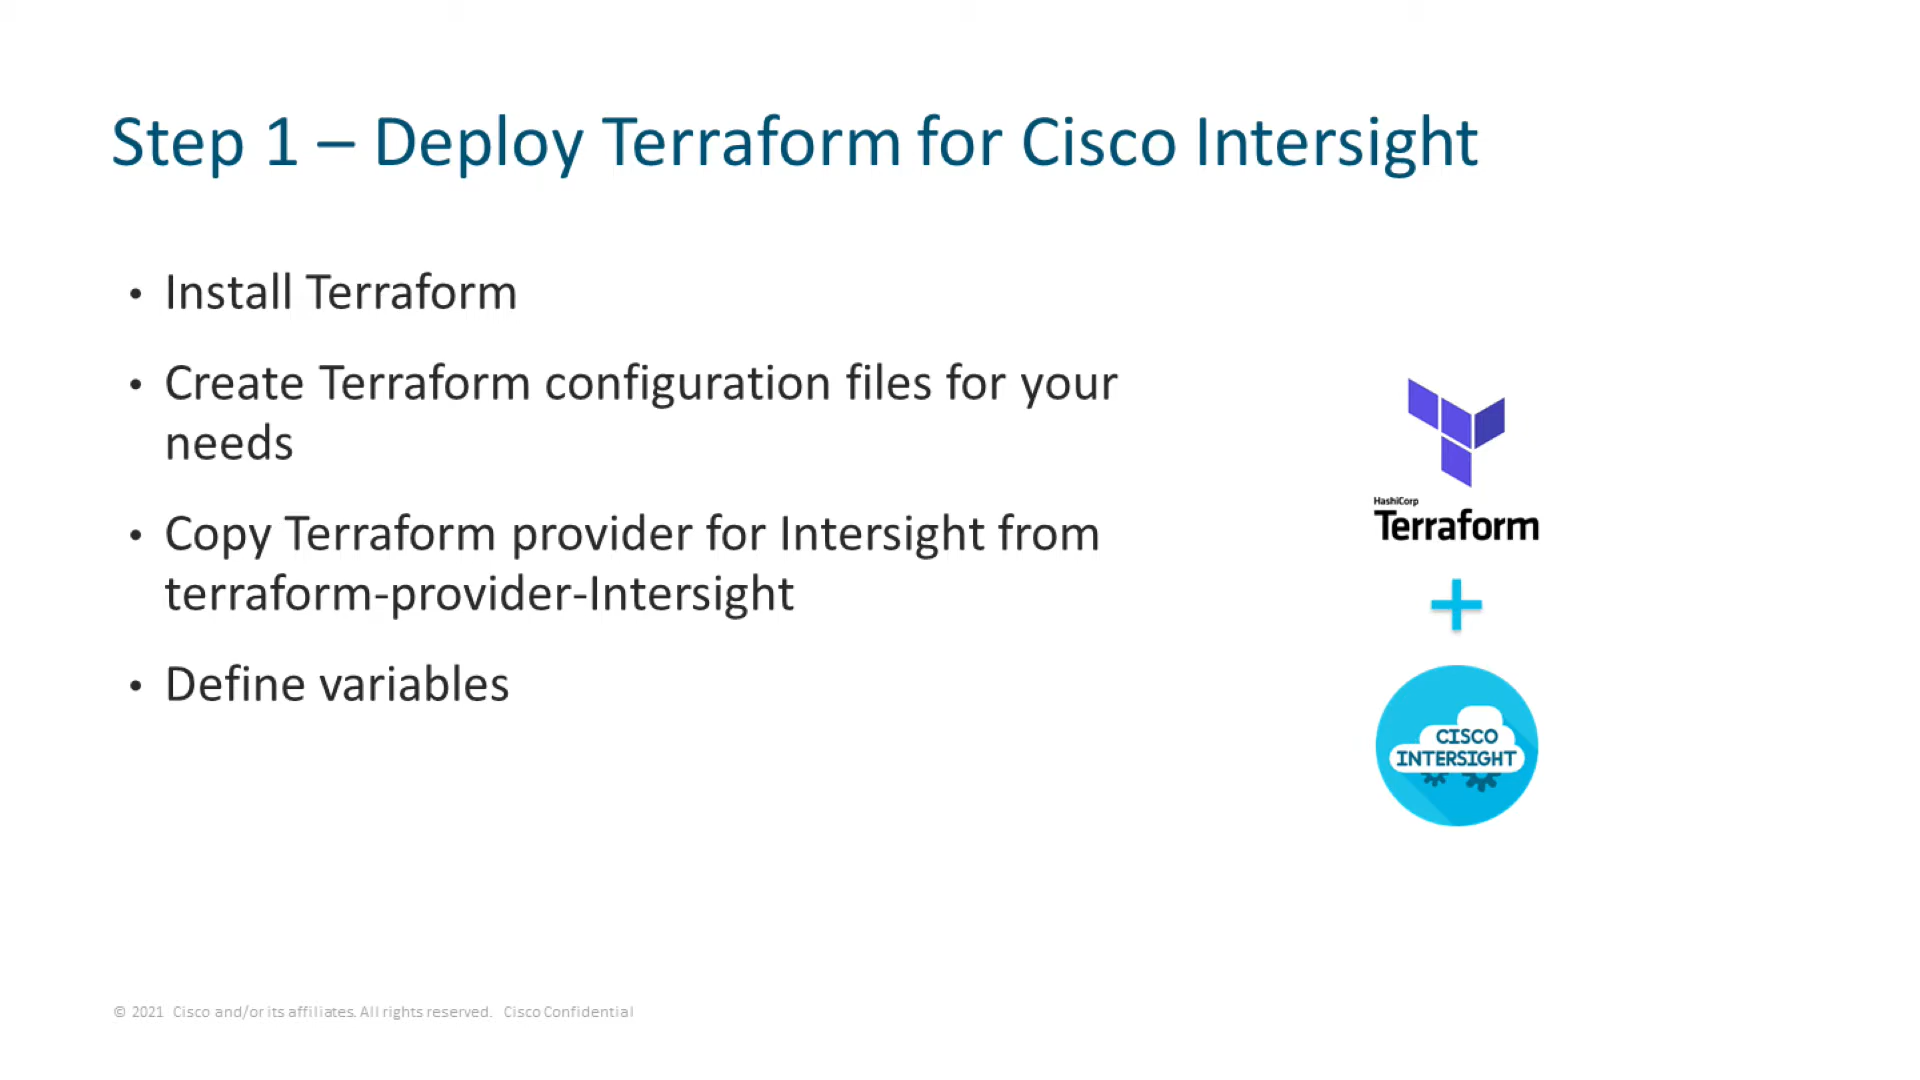 Step 1 – Deploy Terraform for Cisco Intersight
• Install Terraform
• Create Terraform configuration files for your
needs
• Copy Terraform provider for Intersight from
terraform-provider-Intersight
• Define variables
HashiCorp
Terraform
+
CISCO
INTERSIGHT
© 2021 Cisco and/or its affiliates. All rights reserved. Cisco Confidential